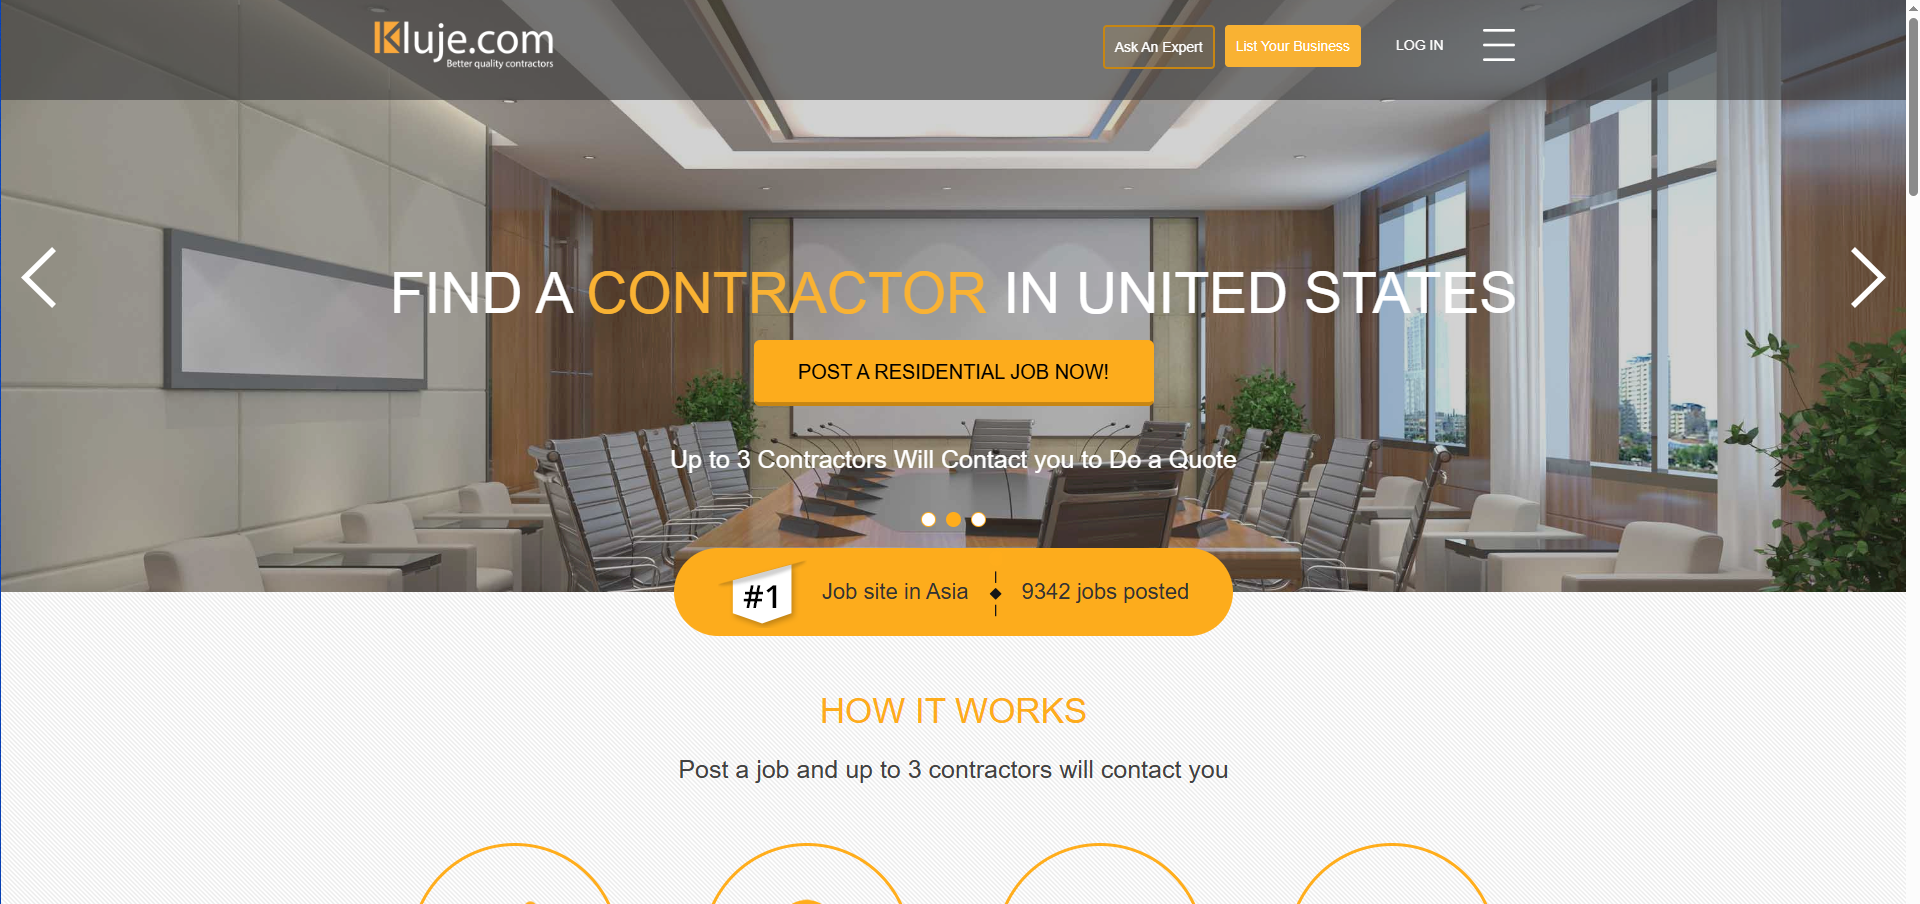 Kluje.com
Better quality contractors
Ask An Expert
List Your Business
LOG IN
FIND A CONTRACTOR IN UNITED STATES
POST A RESIDENTIAL JOB NOW!
Up to 3 Contractors Will Contact you to Do a Quote
#1 Job site in Asia 9342 jobs posted
HOW IT WORKS
Post a job and up to 3 contractors will contact you